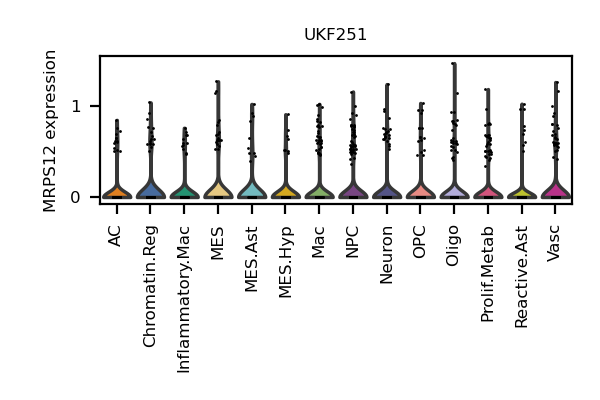 UKF251
MRPS12 expression
1
0
AC
Chromatin.Reg
Inflammatory.Mac
MES
MES.Ast
MES.Hyp
Mac
NPC
Neuron
OPC
Oligo
Prolif.Metab
Reactive.Ast
Vasc